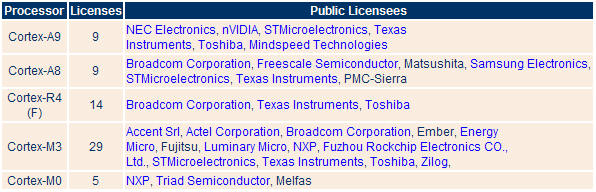 Processor Licenses Public Licensees
Cortex-A9 9 NEC Electronics, nVIDIA, STMicroelectronics, Texas
Instruments, Toshiba, Mindspeed Technologies
Cortex-A8 9 Broadcom Corporation, Freescale Semiconductor, Matsushita, Samsung Electronics,
STMicroelectronics, Texas Instruments, PMC-Sierra
Cortex-R4
(F) 14 Broadcom Corporation, Texas Instruments, Toshiba
Cortex-M3 29 Accent Srl, Actel Corporation, Broadcom Corporation, Ember, Energy
Micro, Fujitsu, Luminary Micro, NXP, Fuzhou Rockchip Electronics CO.,
Ltd., STMicroelectronics, Texas Instruments, Toshiba, Zilog,
Cortex-M0 5 NXP, Triad Semiconductor, Melfas